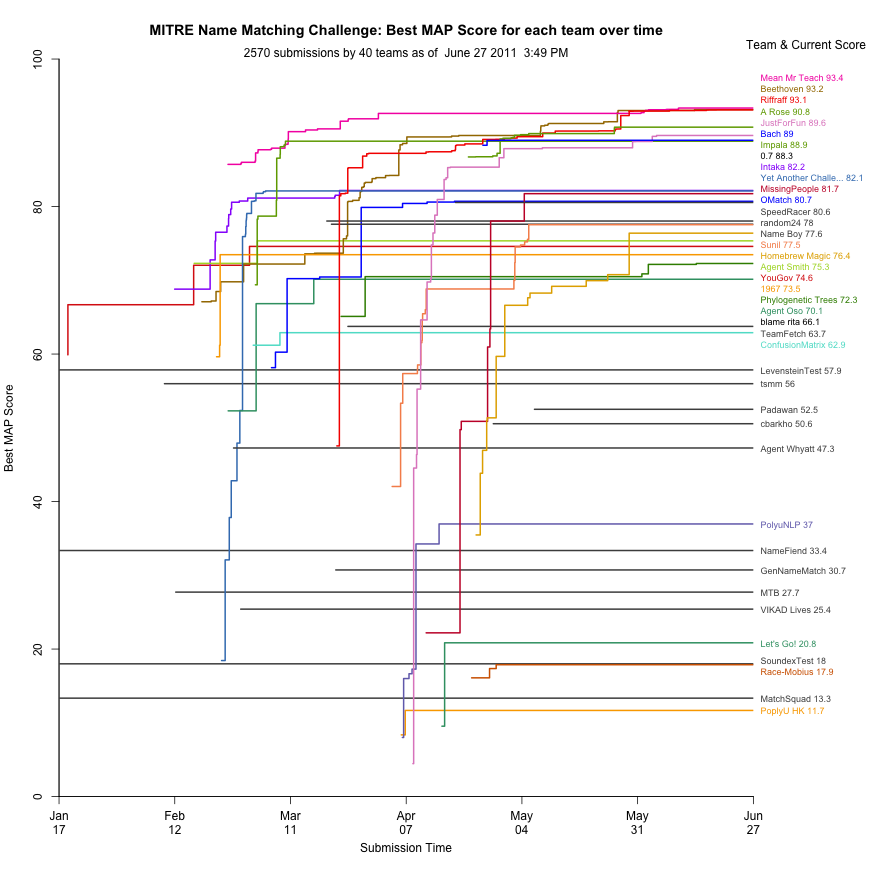 MITRE Name Matching Challenge: Best MAP Score for each team over time
2570 submissions by 40 teams as of June 27 2011 3:49 PM
Team & Current Score
Mean Mr Teach 93.4
Beethoven 93.2
Riffraff 93.1
A Rose 90.8
JustForFun 89.6
Bach 89
Impala 88.9
0.7 88.3
Intaka 82.2
Yet Another Challe... 82.1
MissingPeople 81.7
OMatch 80.7
SpeedRacer 80.6
random24 78
Name Boy 77.6
Sunil 77.5
Homebrew Magic 76.4
Agent Smith 75.3
YouGov 74.6
1967 73.5
Phylogenetic Trees 72.3
Agent Oso 70.1
blame rita 66.1
TeamFetch 63.7
ConfusionMatrix 62.9
LevensteinTest 57.9
tsmm 56
Padawan 52.5
cbarkho 50.6
Agent Whyatt 47.3
PolyuNLP 37
NameFiend 33.4
GenNameMatch 30.7
MTB 27.7
VIKAD Lives 25.4
Let's Go! 20.8
SoundexTest 18
Race-Mobius 17.9
MatchSquad 13.3
PoplyU HK 11.7
100
80
60
40
20
0
Best MAP Score
Jan Feb Mar Apr May May Jun
17 12 11 07 04 31 27
Submission Time